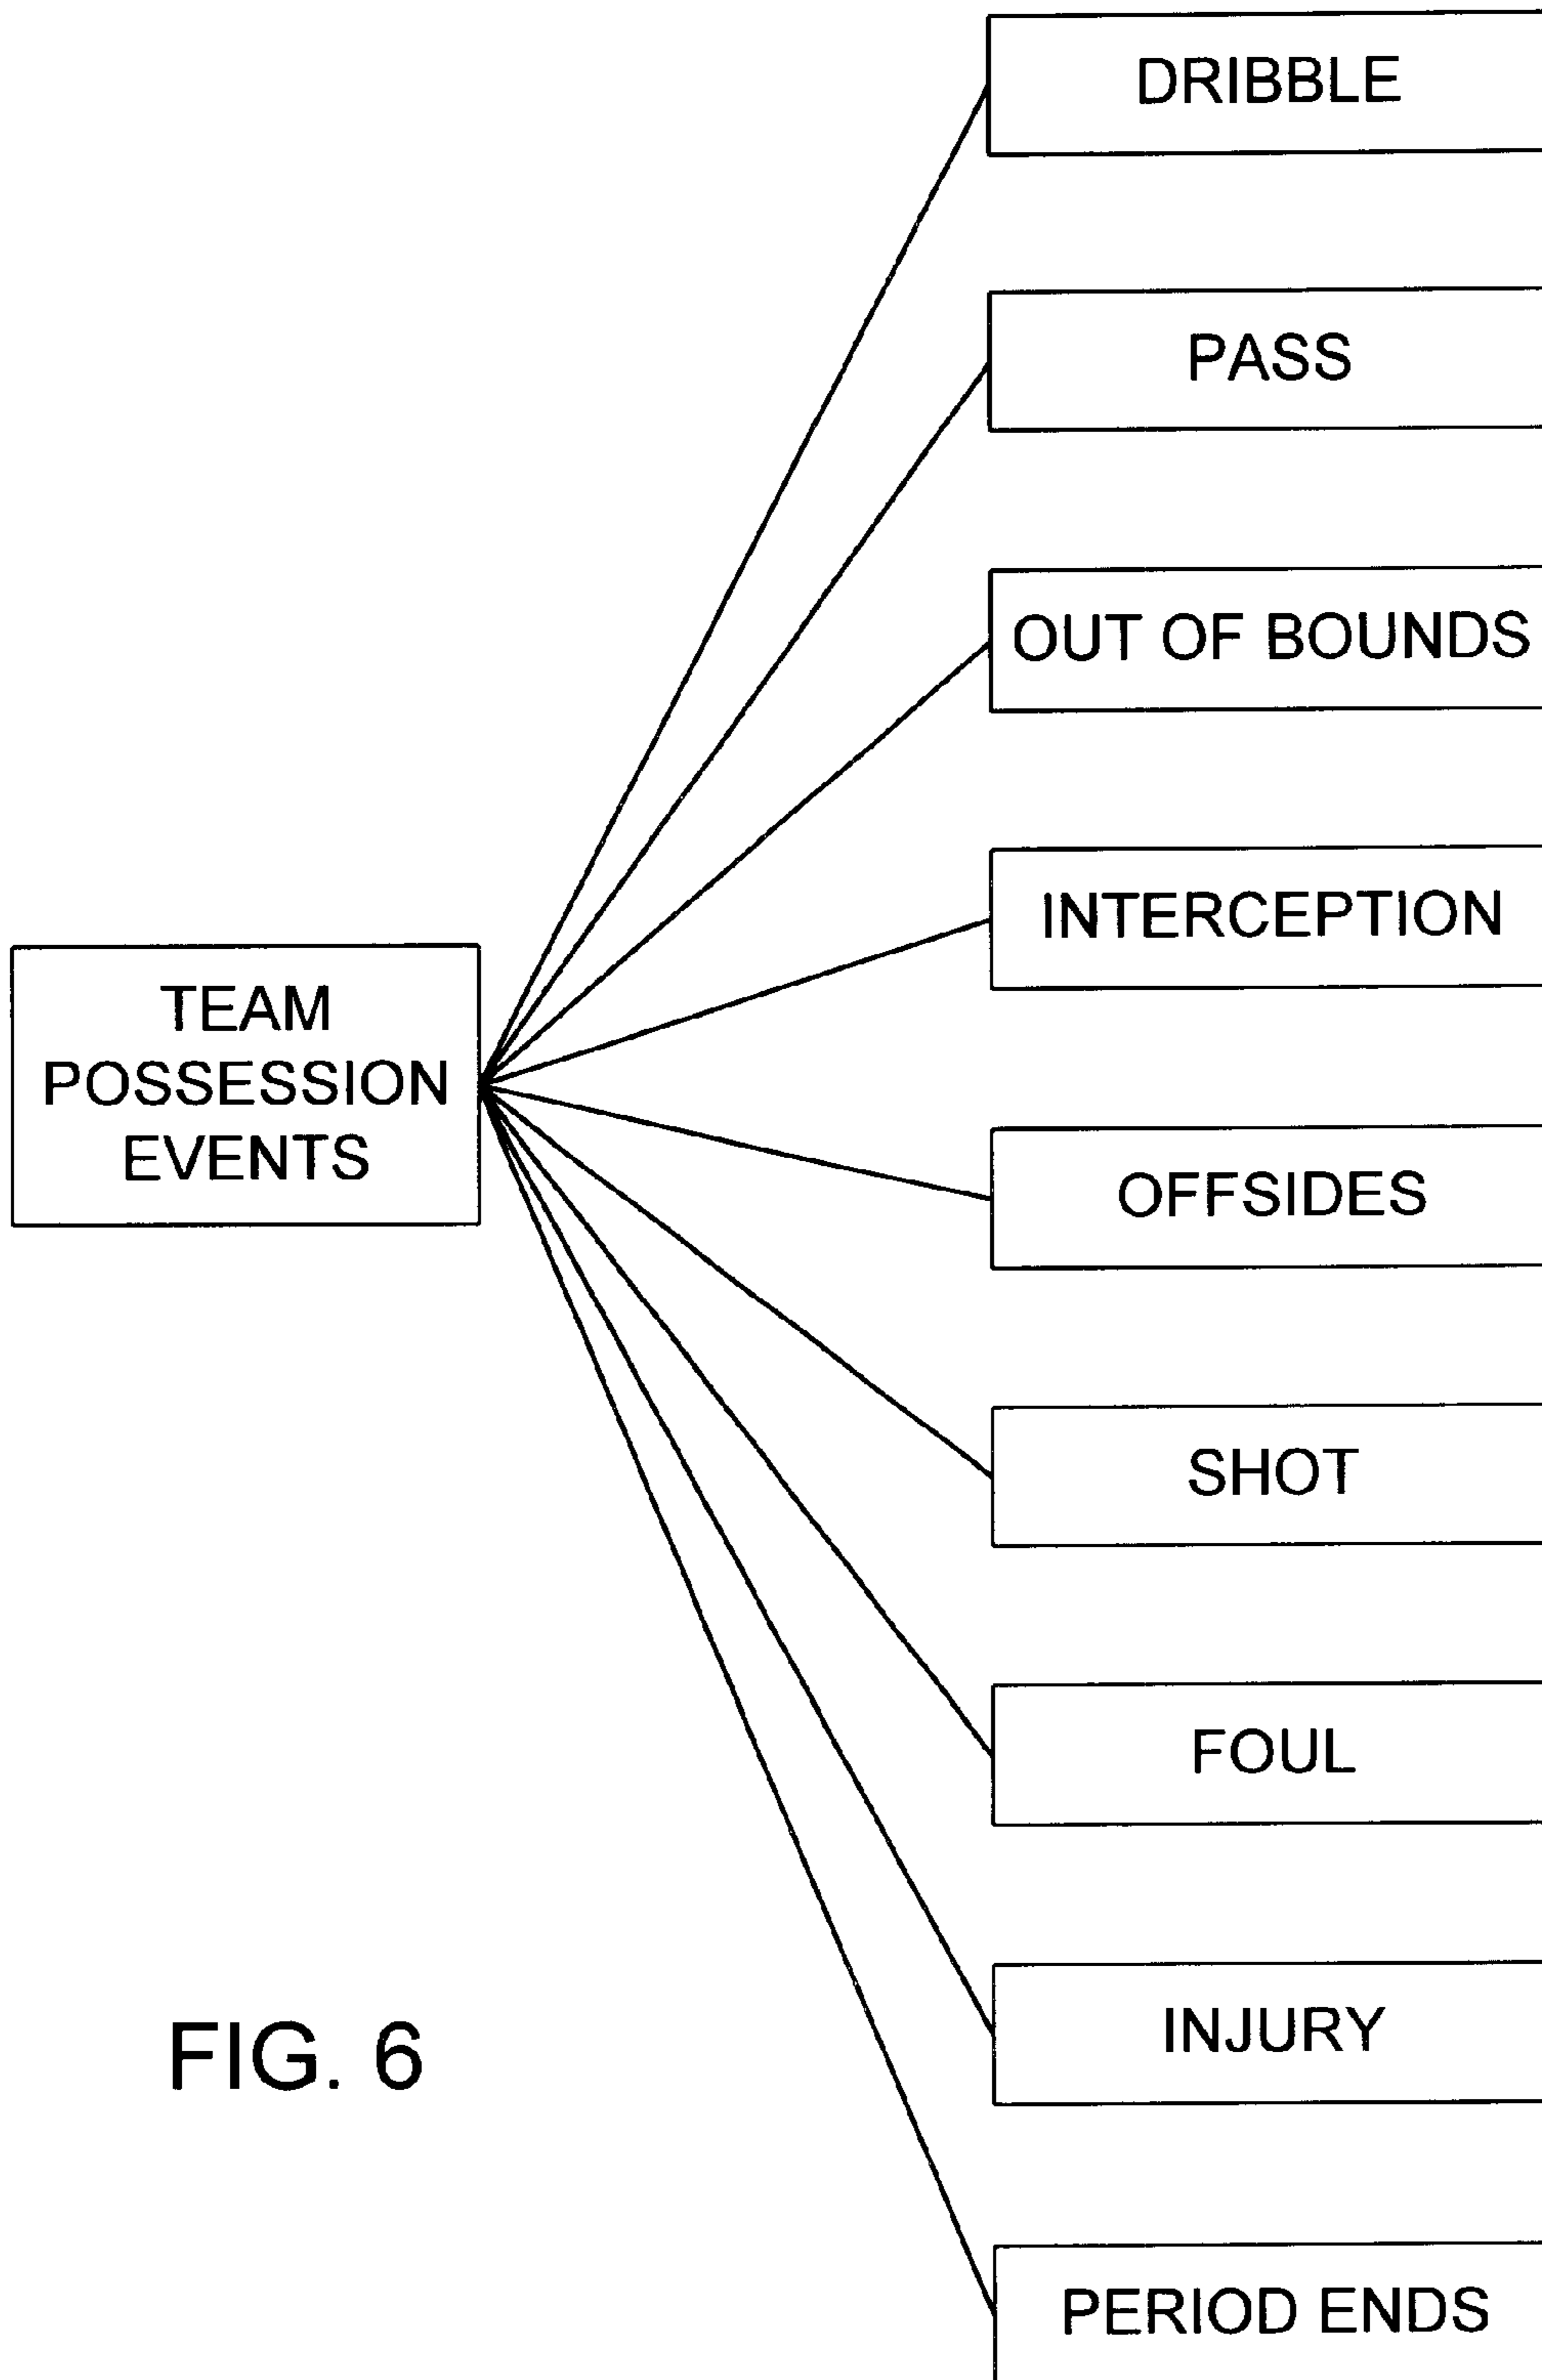 DRIBBLE
PASS
OUT OF BOUNDS
INTERCEPTION
TEAM
POSSESSION
EVENTS
OFFSIDES
SHOT
FOUL
INJURY
PERIOD ENDS
FIG. 6